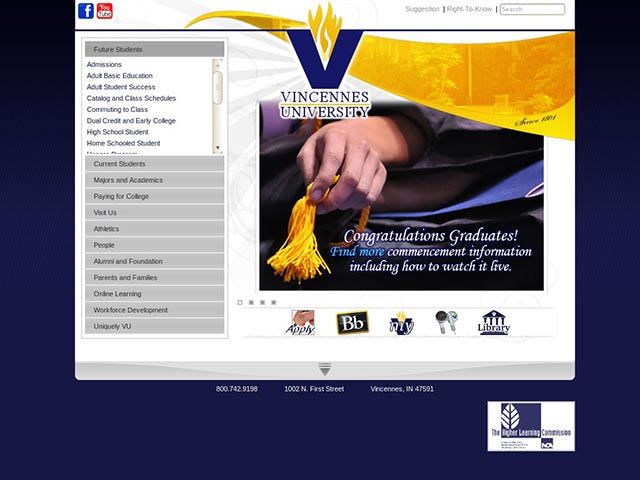 f
You
Tube
Suggestion | Right-To-Know | Search
V
VINCENNES
UNIVERSITY
Since 1801
Future Students
Admissions
Adult Basic Education
Adult Student Success
Catalog and Class Schedules
Commuting to Class
Dual Credit and Early College
High School Student
Home Schooled Student
Current Students
Majors and Academics
Paying for College
Visit Us
Athletics
People
Alumni and Foundation
Parents and Families
Online Learning
Workforce Development
Uniquely VU
Congratulations Graduates!
Find more commencement information
including how to watch it live.
Apply
Bb
my
Library
800.742.9198 1002 N. First Street Vincennes, IN 47591
The Higher Learning Commission
NCA